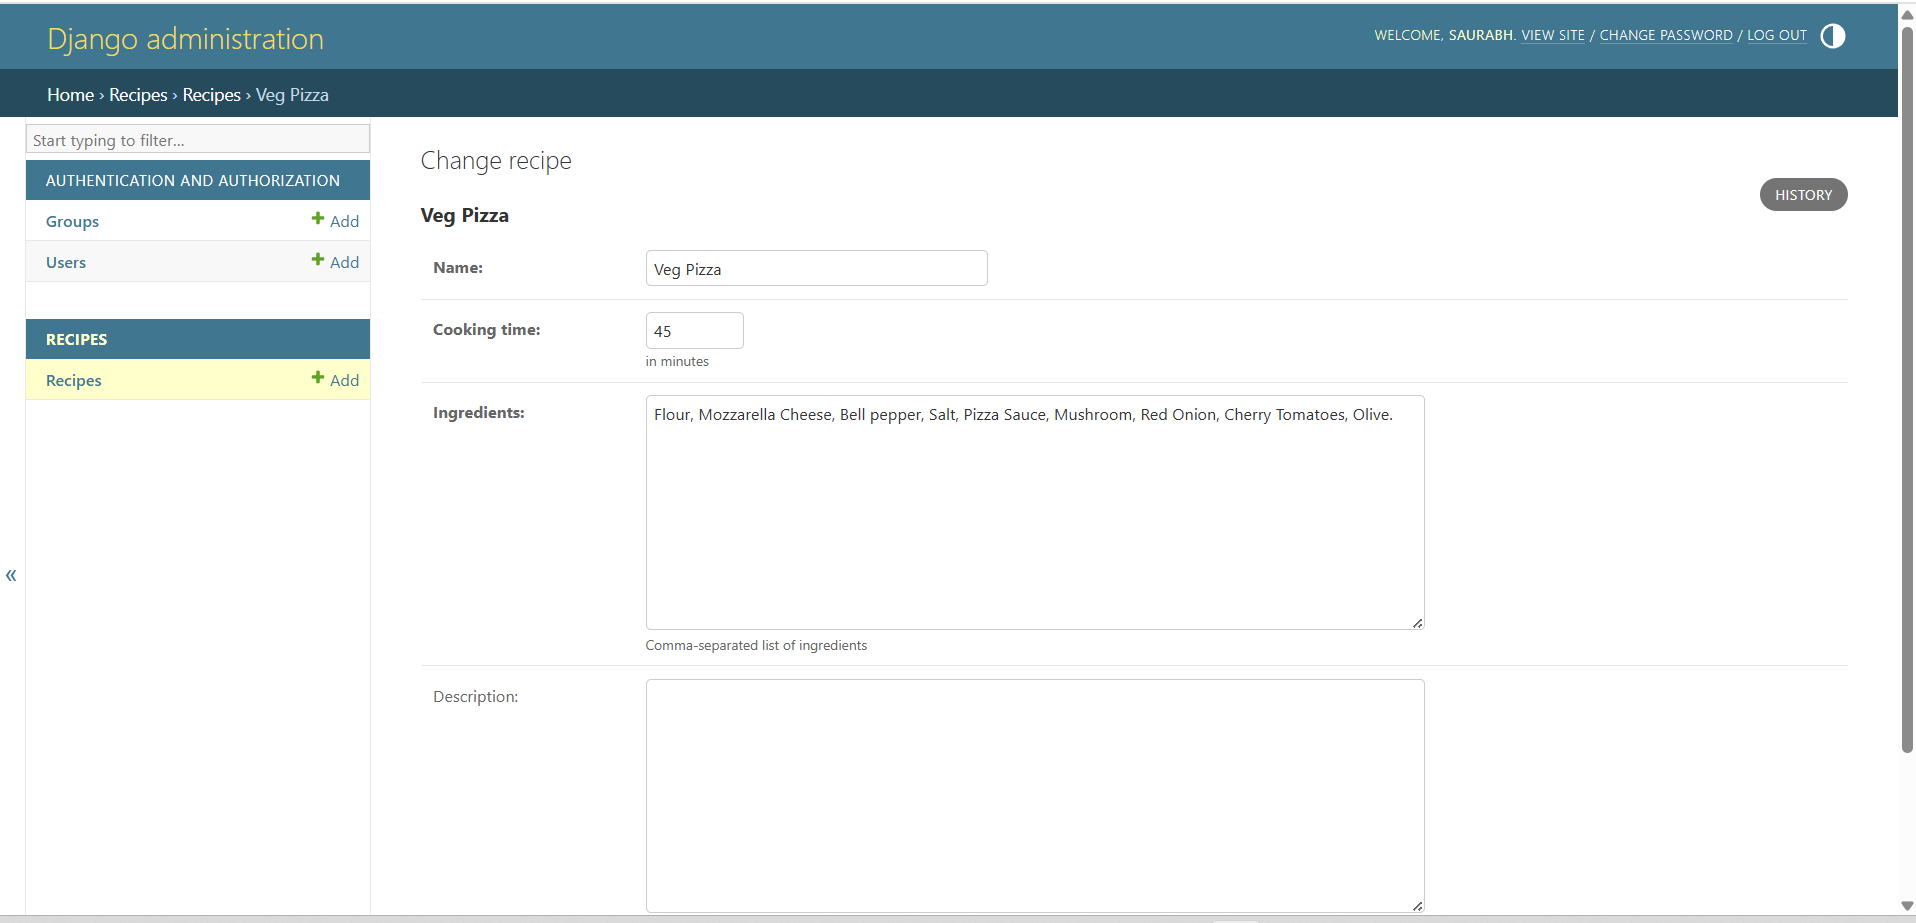 Django administration
WELCOME, SAURABH. VIEW SITE / CHANGE PASSWORD / LOG OUT
Home › Recipes › Recipes › Veg Pizza
Start typing to filter...
AUTHENTICATION AND AUTHORIZATION
Groups + Add
Users + Add
RECIPES
Recipes + Add
«
Change recipe
HISTORY
Veg Pizza
Name: Veg Pizza
Cooking time: 45
in minutes
Ingredients: Flour, Mozzarella Cheese, Bell pepper, Salt, Pizza Sauce, Mushroom, Red Onion, Cherry Tomatoes, Olive.
Comma-separated list of ingredients
Description: